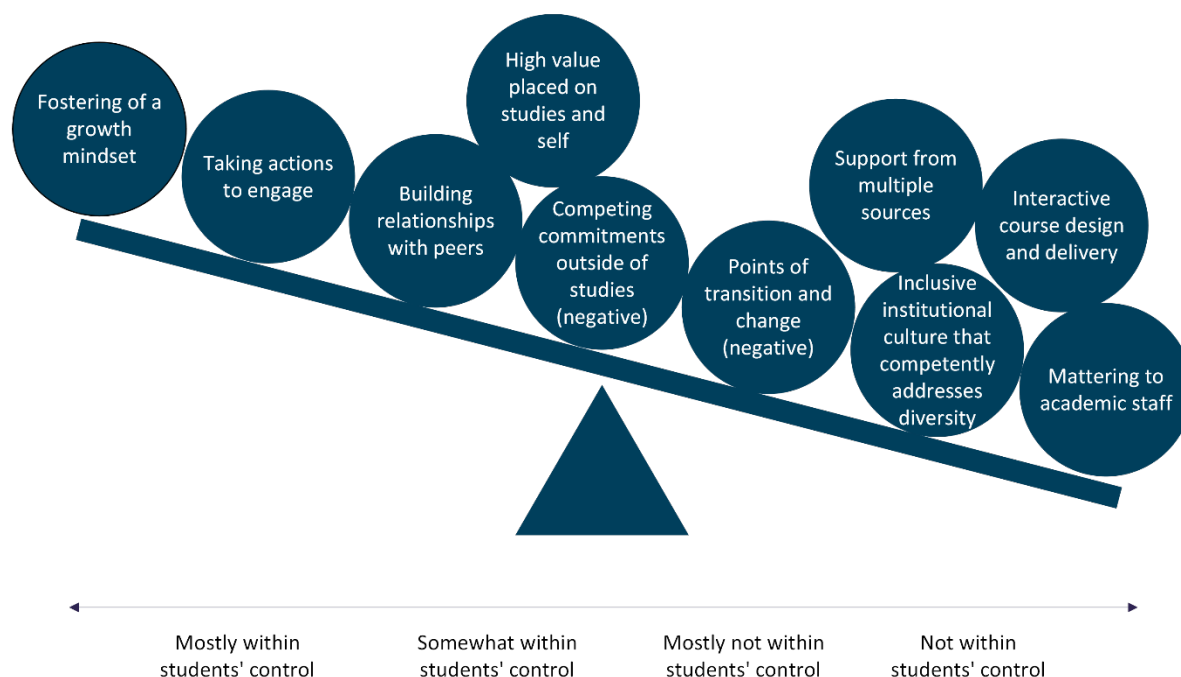 Fostering of a
growth
mindset
Taking actions
to engage
Building
relationships
with peers
High value
placed on
studies and
self
Competing
commitments
outside of
studies
(negative)
Points of
transition and
change
(negative)
Support from
multiple
sources
Inclusive
institutional
culture that
competently
addresses
diversity
Interactive
course design
and delivery
Mattering to
academic staff
Mostly within
students' control
Somewhat within
students' control
Mostly not within
students' control
Not within
students' control